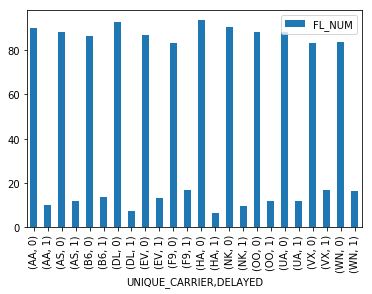 FL_NUM
80
60
40
20
0
(AA, 0)
(AA, 1)
(AS, 0)
(AS, 1)
(B6, 0)
(B6, 1)
(DL, 0)
(DL, 1)
(EV, 0)
(EV, 1)
(F9, 0)
(F9, 1)
(HA, 0)
(HA, 1)
(NK, 0)
(NK, 1)
(OO, 0)
(OO, 1)
(UA, 0)
(UA, 1)
(VX, 0)
(VX, 1)
(WN, 0)
(WN, 1)
UNIQUE_CARRIER,DELAYED